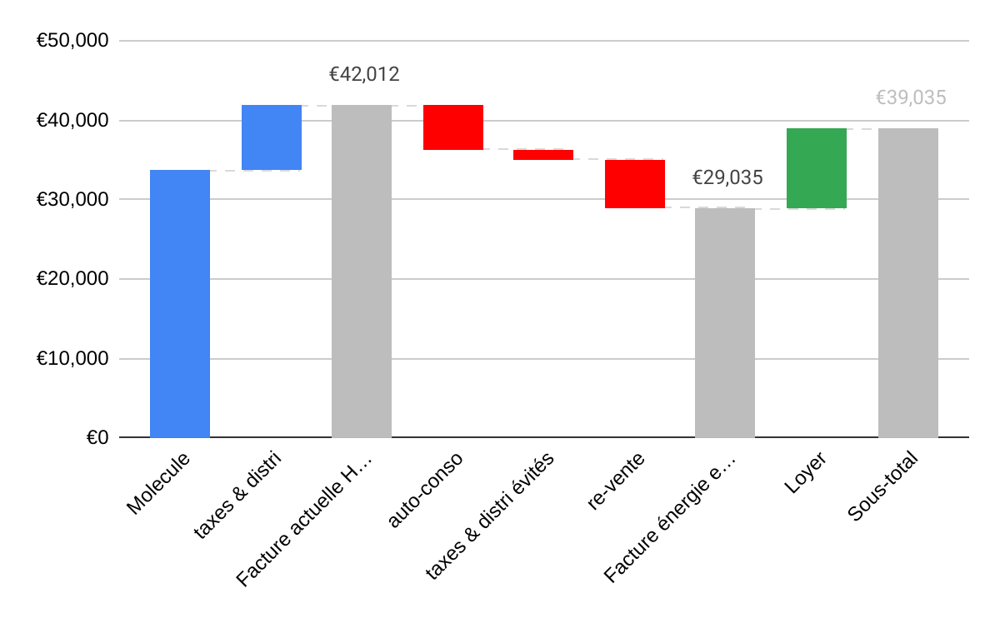 €50,000
€40,000
€30,000
€20,000
€10,000
€0
€42,012
€29,035
€39,035
Molecule
taxes & distri
Facture actuelle H…
auto-conso
taxes & distri évités
re-vente
Facture énergie e…
Loyer
Sous-total